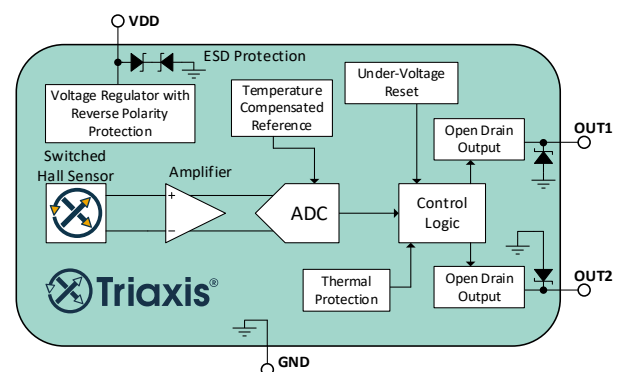 VDD
ESD Protection
Voltage Regulator with
Reverse Polarity
Protection
Temperature
Compensated
Reference
Under-Voltage
Reset
Open Drain
Output
OUT1
Switched
Hall Sensor
Amplifier
+
−
ADC
Control
Logic
Triaxis®
Thermal
Protection
Open Drain
Output
OUT2
GND